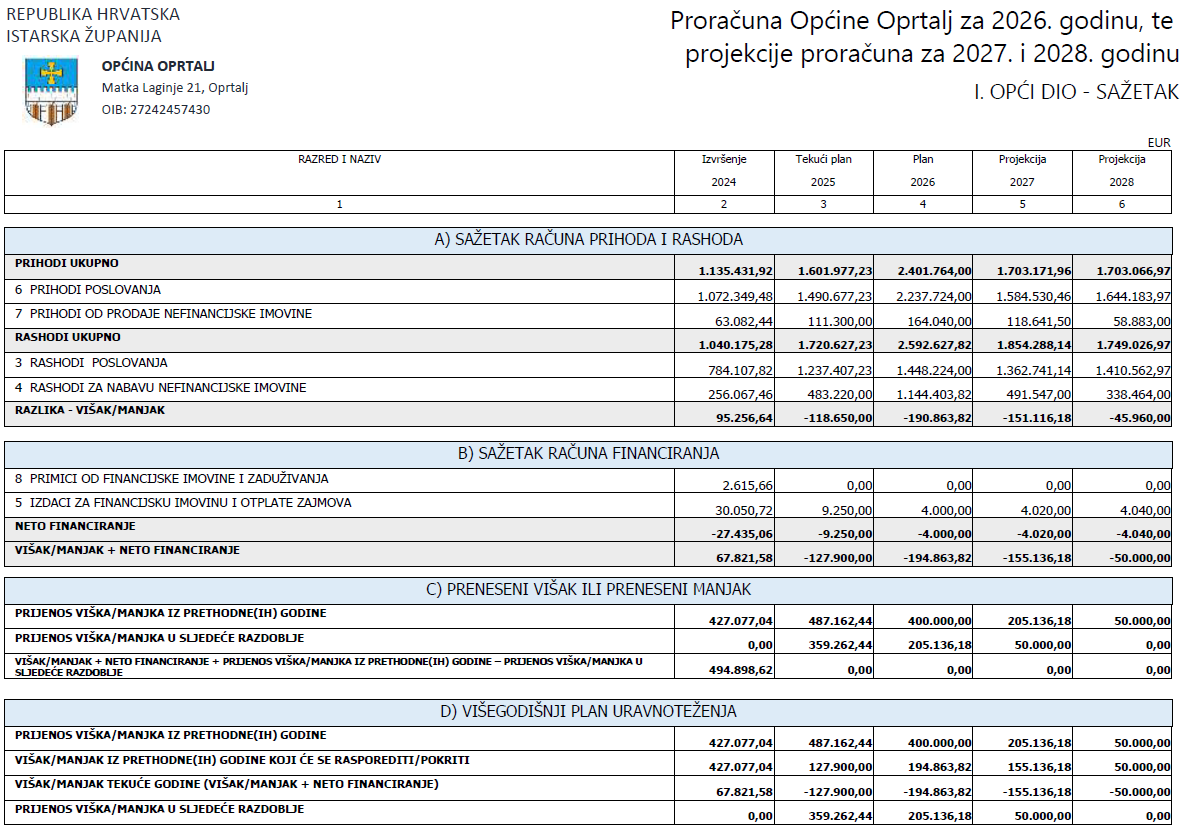 REPUBLIKA HRVATSKA
ISTARSKA ŽUPANIJA
OPĆINA OPRTALJ
Matka Laginje 21, Oprtalj
OIB: 27242457430
Proračuna Općine Oprtalj za 2026. godinu, te
projekcije proračuna za 2027. i 2028. godinu
I. OPĆI DIO - SAŽETAK
EUR
RAZRED I NAZIV Izvršenje Tekući plan Plan Projekcija Projekcija
2024 2025 2026 2027 2028
1 2 3 4 5 6
A) SAŽETAK RAČUNA PRIHODA I RASHODA
PRIHODI UKUPNO 1.135.431,92 1.601.977,23 2.401.764,00 1.703.171,96 1.703.066,97
6 PRIHODI POSLOVANJA 1.072.349,48 1.490.677,23 2.237.724,00 1.584.530,46 1.644.183,97
7 PRIHODI OD PRODAJE NEFINANCIJSKE IMOVINE 63.082,44 111.300,00 164.040,00 118.641,50 58.883,00
RASHODI UKUPNO 1.040.175,28 1.720.627,23 2.592.627,82 1.854.288,14 1.749.026,97
3 RASHODI POSLOVANJA 784.107,82 1.237.407,23 1.448.224,00 1.362.741,14 1.410.562,97
4 RASHODI ZA NABAVU NEFINANCIJSKE IMOVINE 256.067,46 483.220,00 1.144.403,82 491.547,00 338.464,00
RAZLIKA - VIŠAK/MANJAK 95.256,64 -118.650,00 -190.863,82 -151.116,18 -45.960,00
B) SAŽETAK RAČUNA FINANCIRANJA
8 PRIMICI OD FINANCIJSKE IMOVINE I ZADUŽIVANJA 2.615,66 0,00 0,00 0,00 0,00
5 IZDACI ZA FINANCIJSKU IMOVINU I OTPLATE ZAJMOVA 30.050,72 9.250,00 4.000,00 4.020,00 4.040,00
NETO FINANCIRANJE -27.435,06 -9.250,00 -4.000,00 -4.020,00 -4.040,00
VIŠAK/MANJAK + NETO FINANCIRANJE 67.821,58 -127.900,00 -194.863,82 -155.136,18 -50.000,00
C) PRENESENI VIŠAK ILI PRENESENI MANJAK
PRIJENOS VIŠKA/MANJKA IZ PRETHODNE(IH) GODINE 427.077,04 487.162,44 400.000,00 205.136,18 50.000,00
PRIJENOS VIŠKA/MANJKA U SLJEDEĆE RAZDOBLJE 0,00 359.262,44 205.136,18 50.000,00 0,00
VIŠAK/MANJAK + NETO FINANCIRANJE + PRIJENOS VIŠKA/MANJKA IZ PRETHODNE(IH) GODINE – PRIJENOS VIŠKA/MANJKA U
SLJEDEĆE RAZDOBLJE 494.898,62 0,00 0,00 0,00 0,00
D) VIŠEGODIŠNJI PLAN URAVNOTEŽENJA
PRIJENOS VIŠKA/MANJKA IZ PRETHODNE(IH) GODINE 427.077,04 487.162,44 400.000,00 205.136,18 50.000,00
VIŠAK/MANJAK IZ PRETHODNE(IH) GODINE KOJI ĆE SE RASPOREDITI/POKRITI 427.077,04 127.900,00 194.863,82 155.136,18 50.000,00
VIŠAK/MANJAK TEKUĆE GODINE (VIŠAK/MANJAK + NETO FINANCIRANJE) 67.821,58 -127.900,00 -194.863,82 -155.136,18 -50.000,00
PRIJENOS VIŠKA/MANJKA U SLJEDEĆE RAZDOBLJE 0,00 359.262,44 205.136,18 50.000,00 0,00